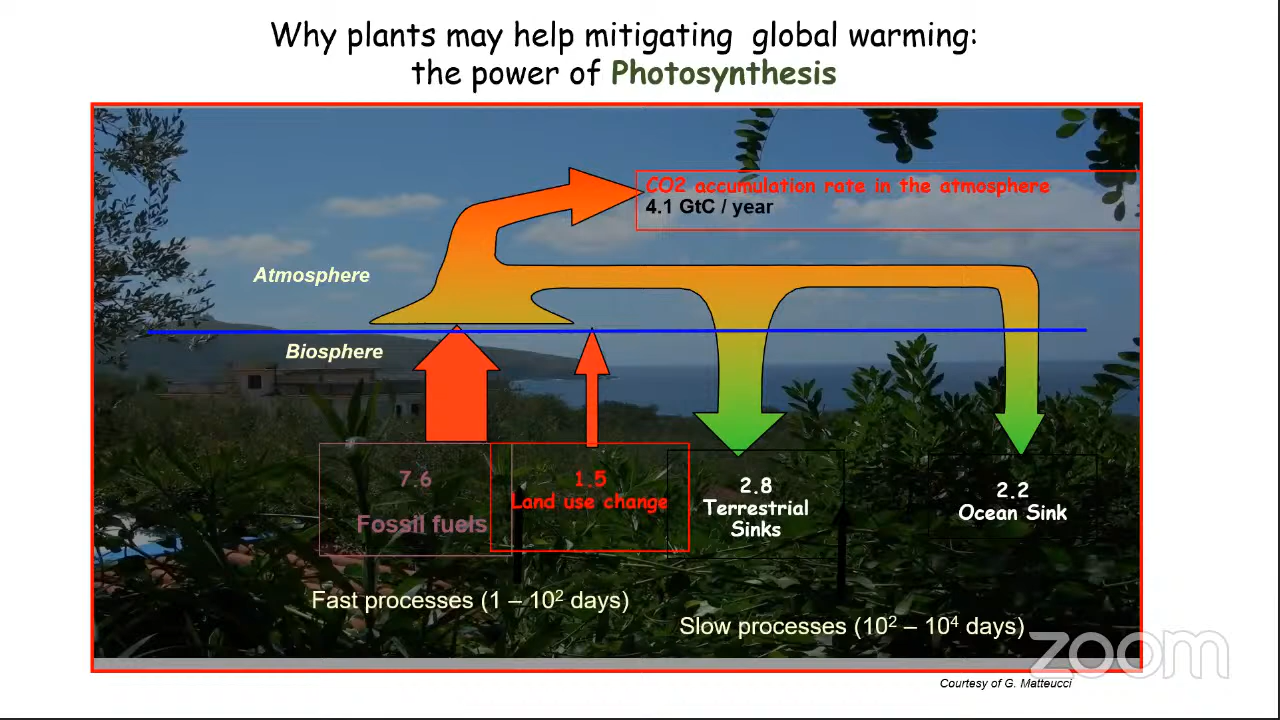 Why plants may help mitigating global warming:
the power of Photosynthesis
CO2 accumulation rate in the atmosphere
4.1 GtC / year
Atmosphere
Biosphere
7.6
Fossil fuels
1.5
Land use change
2.8
Terrestrial
Sinks
2.2
Ocean Sink
Fast processes (1 – 10² days)
Slow processes (10² – 10⁴ days)
zoom
Courtesy of G. Matteucci